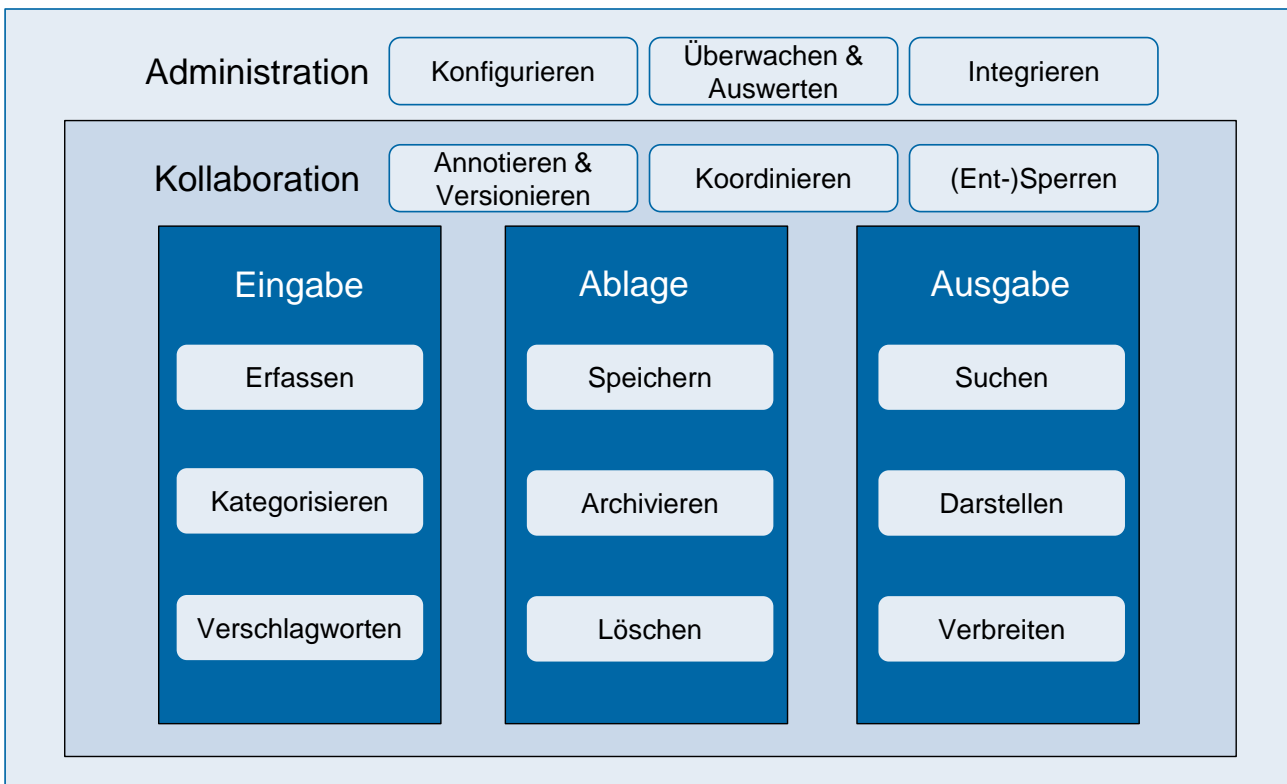 Administration
Konfigurieren
Überwachen &
Auswerten
Integrieren
Kollaboration
Annotieren &
Versionieren
Koordinieren
(Ent-)Sperren
Eingabe
Erfassen
Kategorisieren
Verschlagworten
Ablage
Speichern
Archivieren
Löschen
Ausgabe
Suchen
Darstellen
Verbreiten